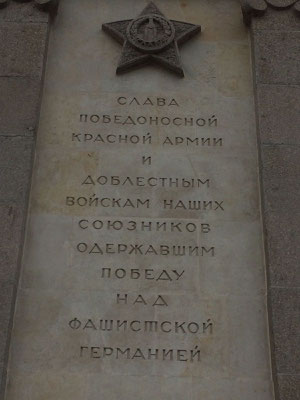 СЛАВА
ПОБЕДОНОСНОЙ
КРАСНОЙ АРМИИ
И
ДОБЛЕСТНЫМ
ВОЙСКАМ НАШИХ
СОЮЗНИКОВ
ОДЕРЖАВШИМ
ПОБЕДУ
НАД
ФАШИСТСКОЙ
ГЕРМАНИЕЙ